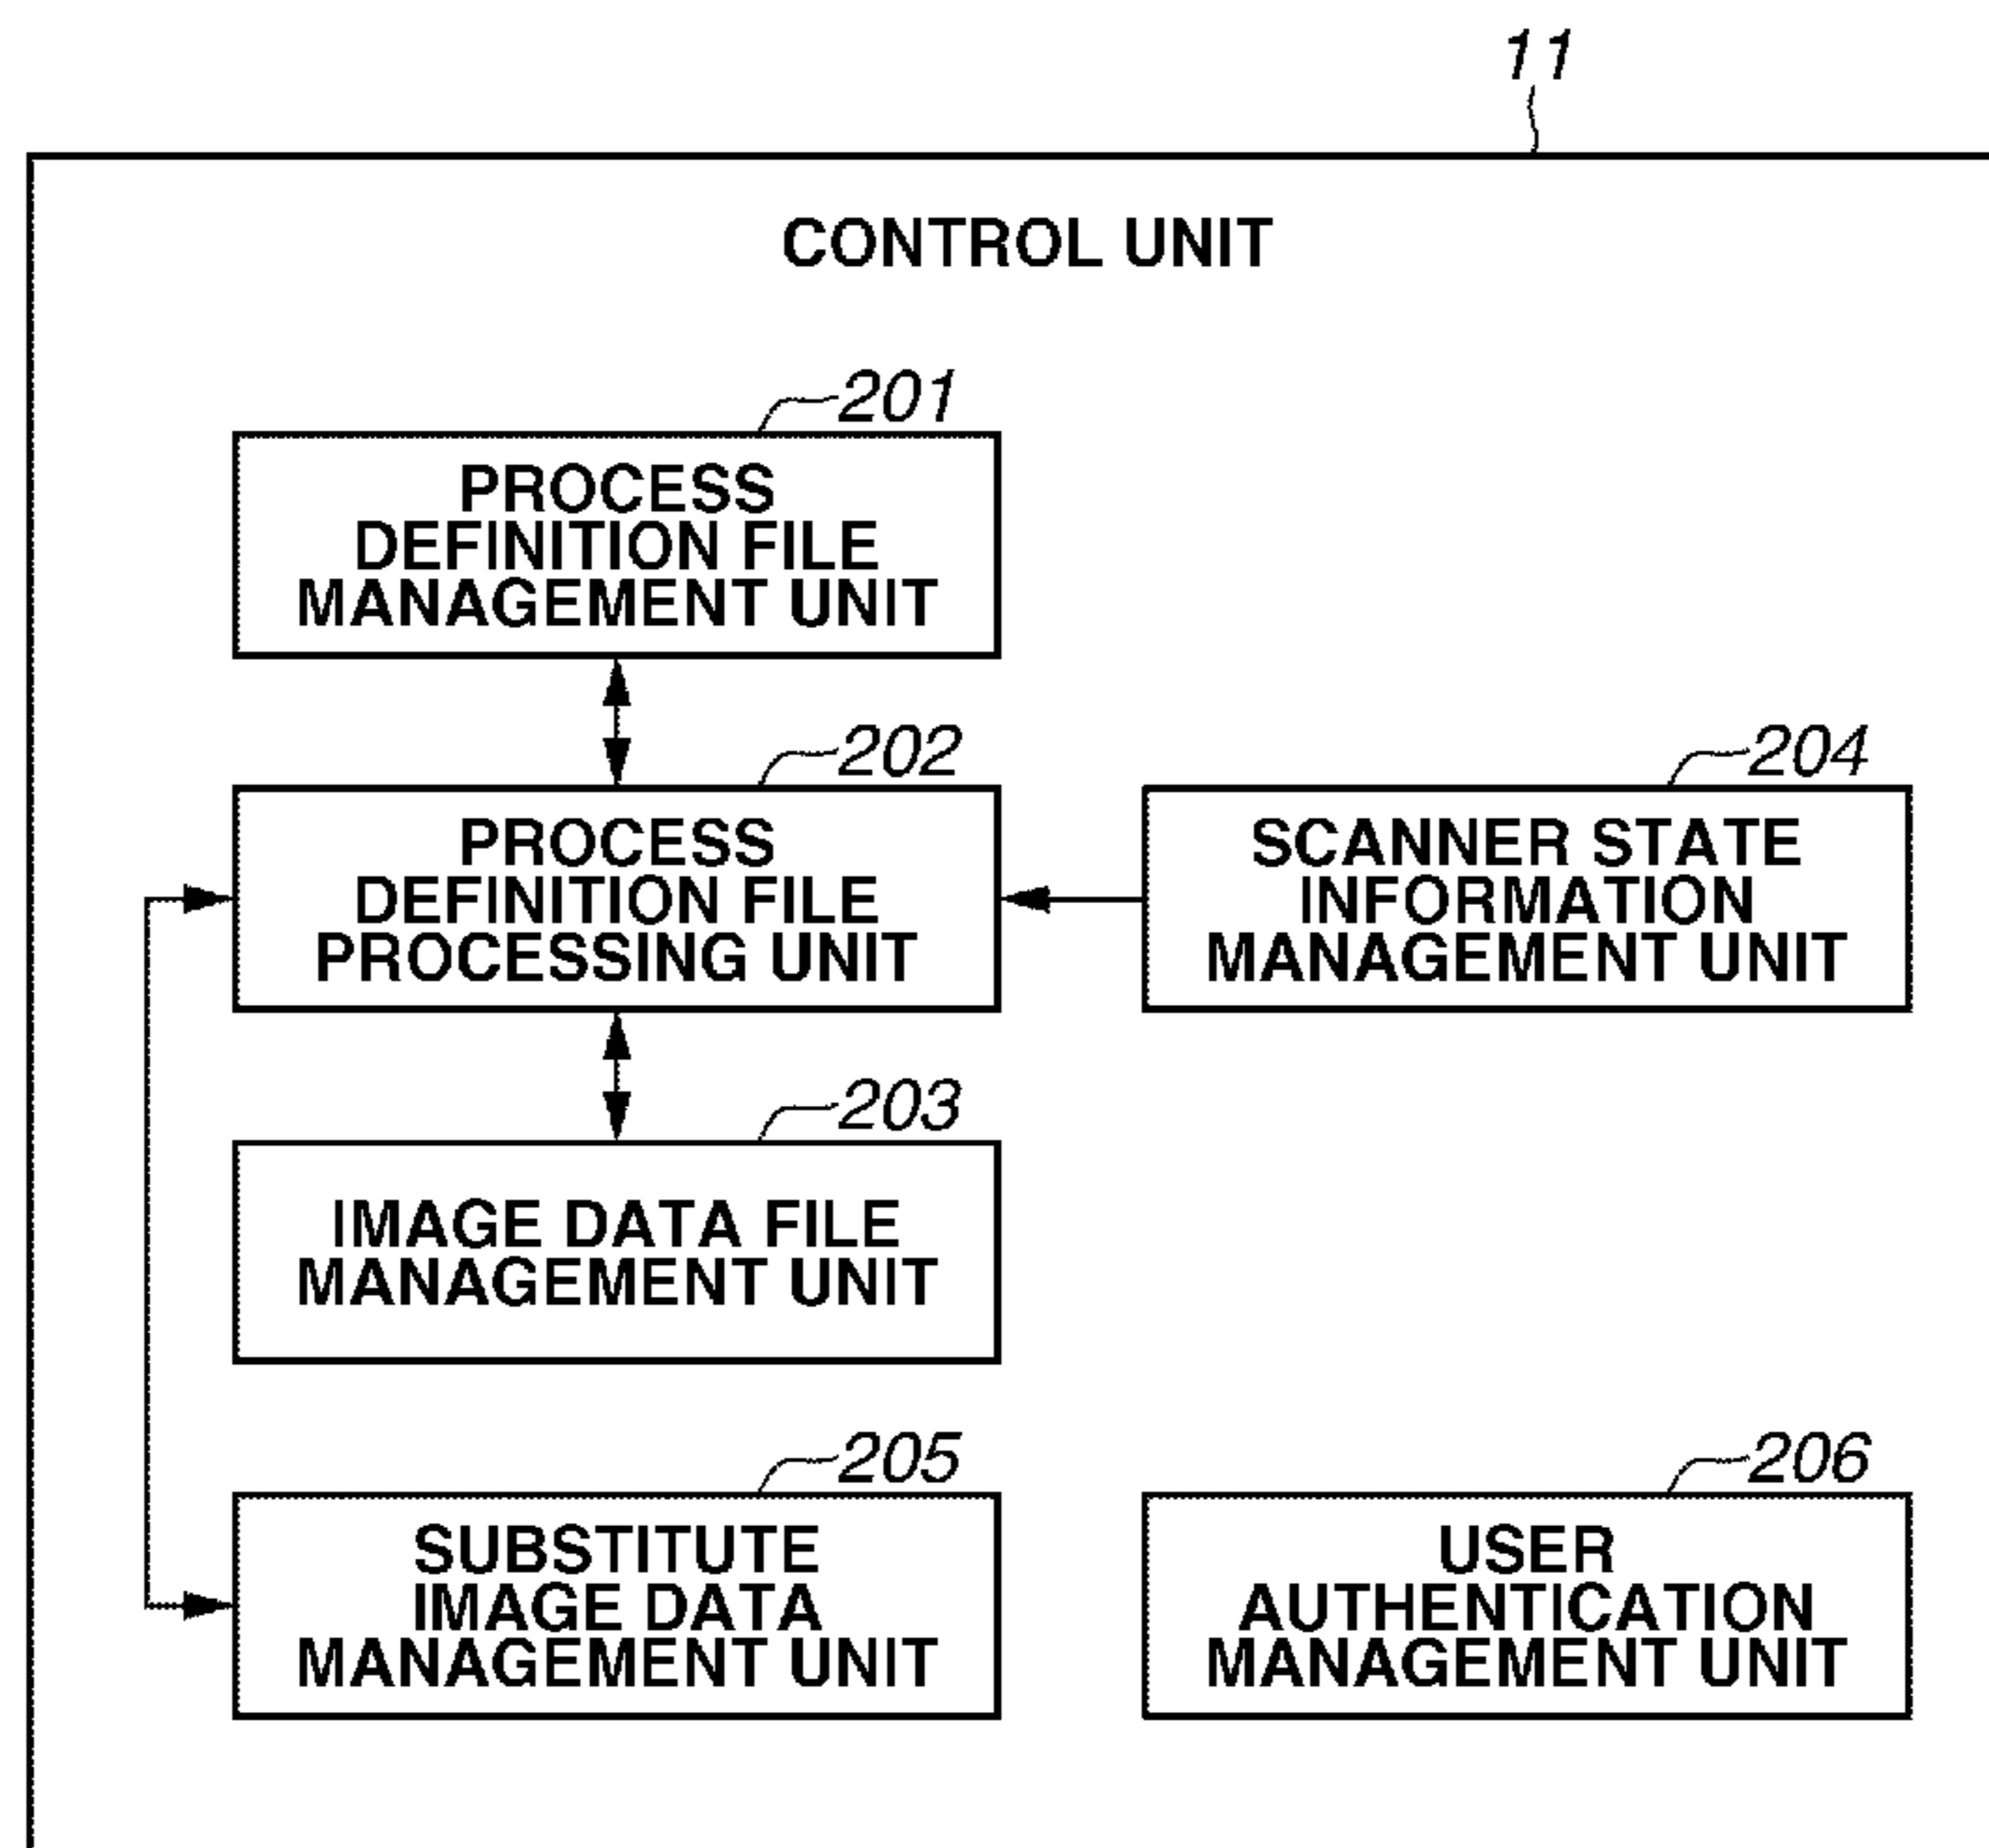 11
CONTROL UNIT
201
PROCESS
DEFINITION FILE
MANAGEMENT UNIT
202
PROCESS
DEFINITION FILE
PROCESSING UNIT
204
SCANNER STATE
INFORMATION
MANAGEMENT UNIT
203
IMAGE DATA FILE
MANAGEMENT UNIT
205
SUBSTITUTE
IMAGE DATA
MANAGEMENT UNIT
206
USER
AUTHENTICATION
MANAGEMENT UNIT